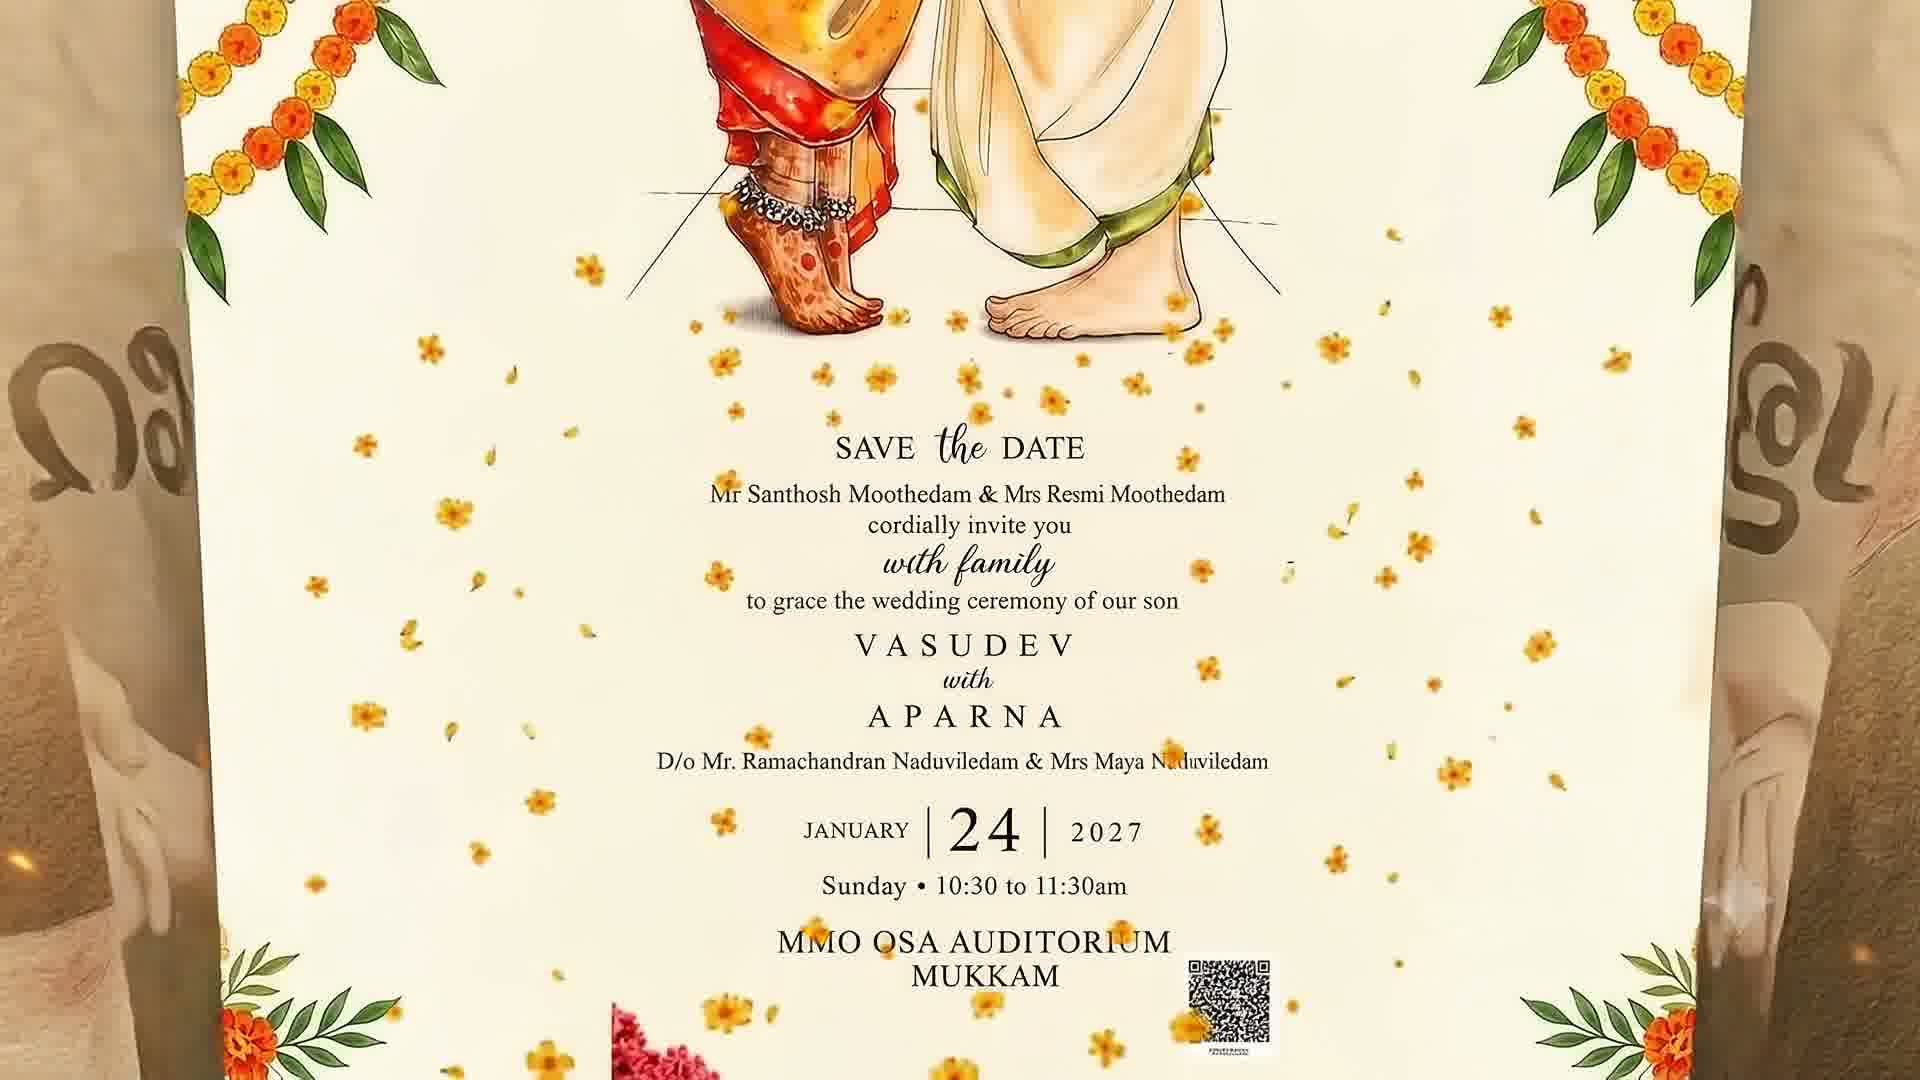 SAVE the DATE
Mr Santhosh Moothedam & Mrs Resmi Moothedam
cordially invite you
with family
to grace the wedding ceremony of our son
VASUDEV
with
APARNA
D/o Mr. Ramachandran Naduviledam & Mrs Maya Naduviledam
JANUARY | 24 | 2027
Sunday • 10:30 to 11:30am
MMO OSA AUDITORIUM
MUKKAM